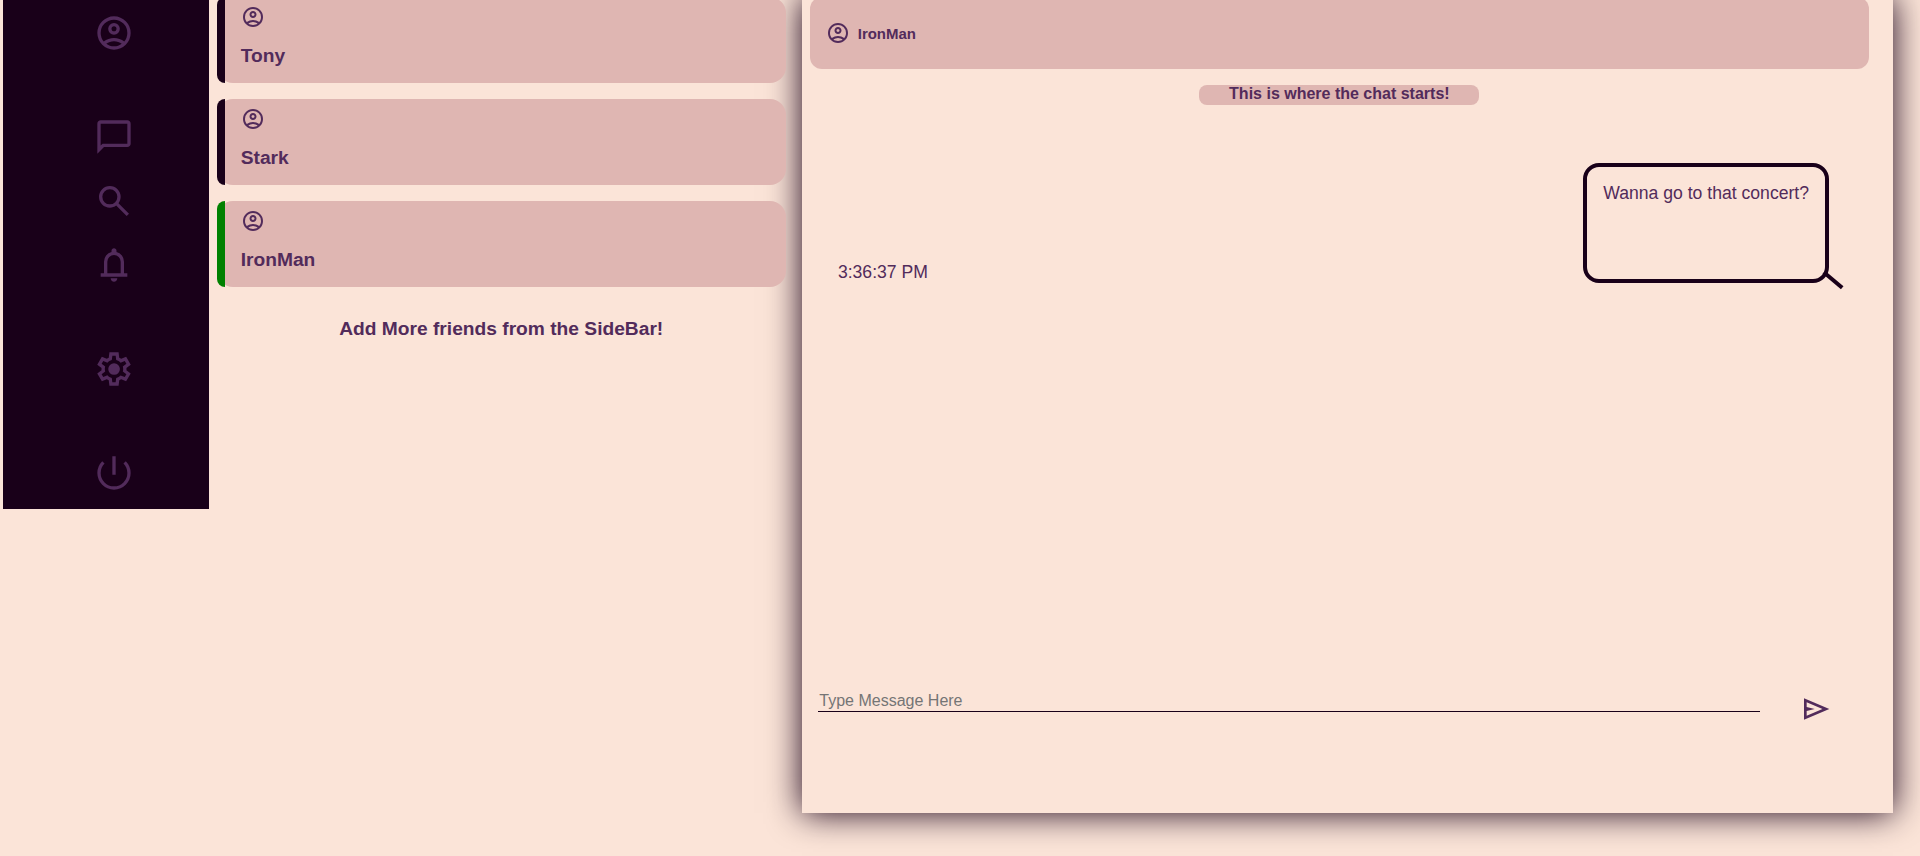 Tony
Stark
IronMan
Add More friends from the SideBar!
IronMan
This is where the chat starts!
Wanna go to that concert?
3:36:37 PM
Type Message Here